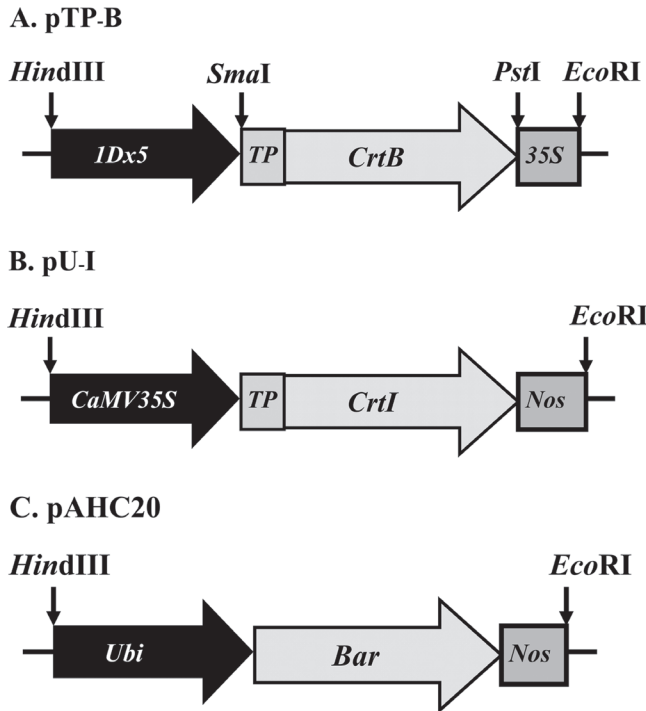 A. pTP-B
HindIII SmaI PstI EcoRI
1Dx5 TP CrtB 35S
B. pU-I
HindIII EcoRI
CaMV35S TP CrtI Nos
C. pAHC20
HindIII EcoRI
Ubi Bar Nos